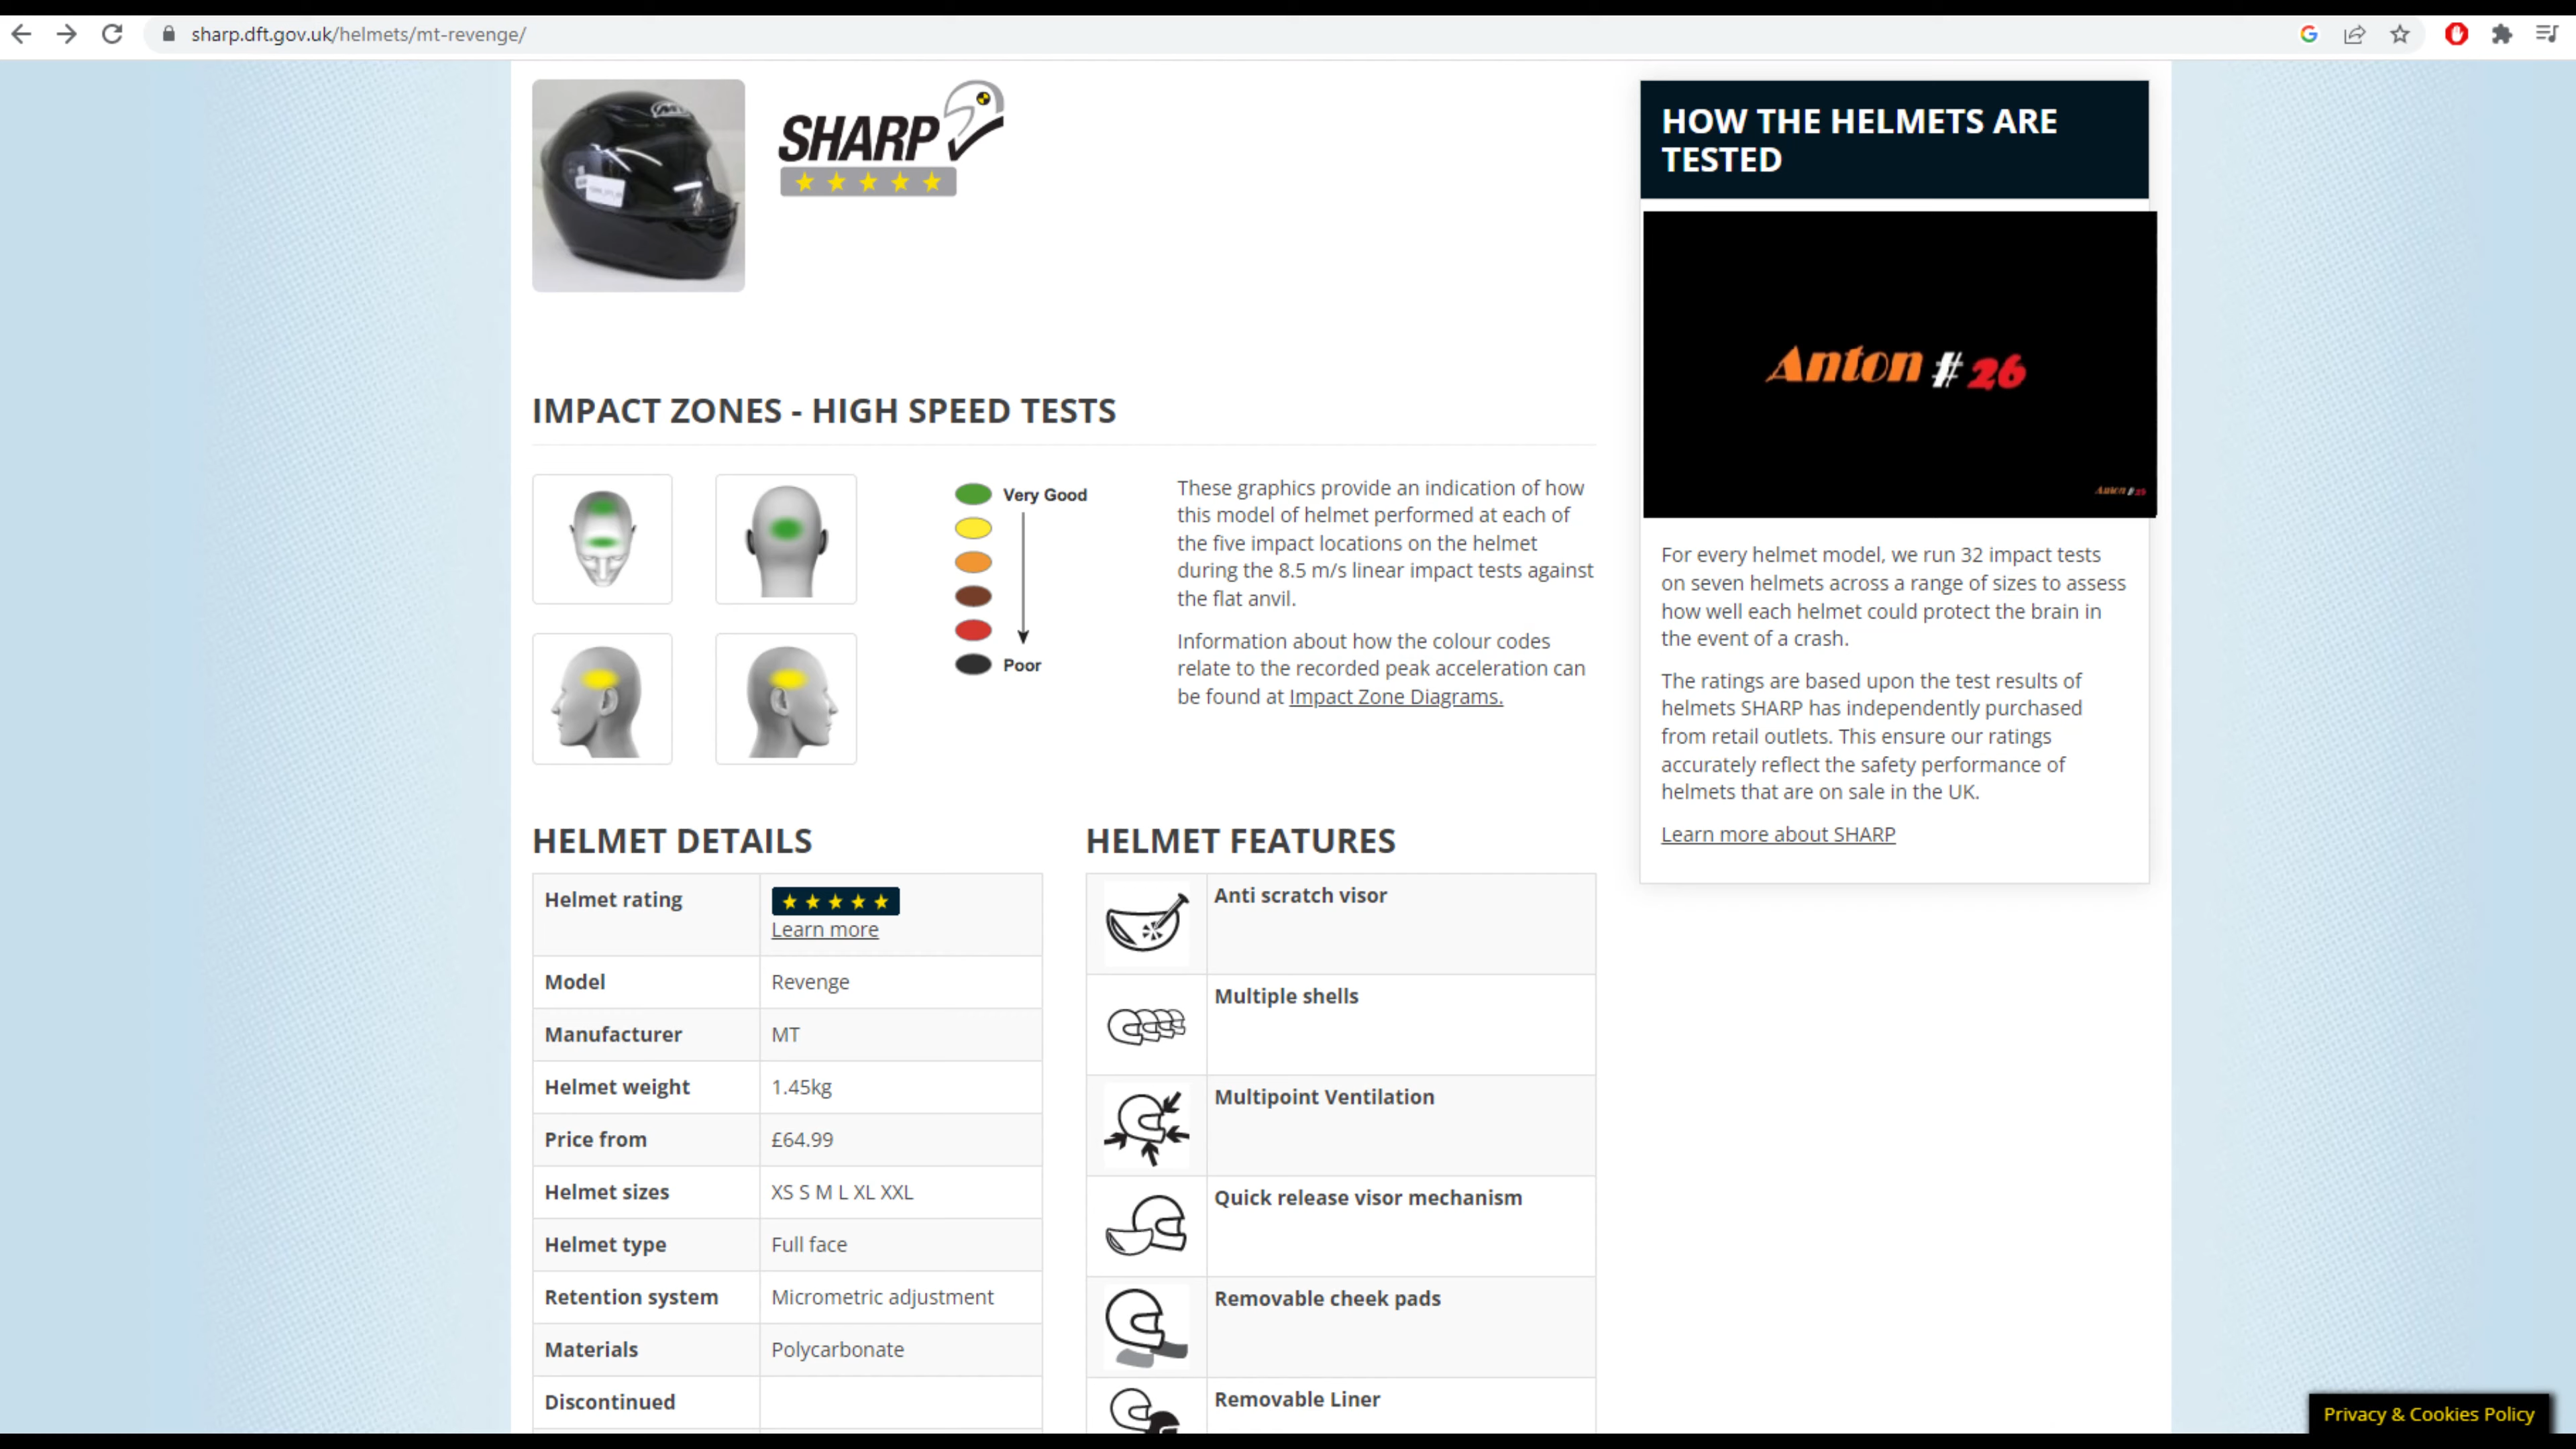 sharp.dft.gov.uk/helmets/mt-revenge/
MT
SHARP
HOW THE HELMETS ARE
TESTED
Anton # 26
Anton # 26
For every helmet model, we run 32 impact tests
on seven helmets across a range of sizes to assess
how well each helmet could protect the brain in
the event of a crash.
The ratings are based upon the test results of
helmets SHARP has independently purchased
from retail outlets. This ensure our ratings
accurately reflect the safety performance of
helmets that are on sale in the UK.
Learn more about SHARP
IMPACT ZONES - HIGH SPEED TESTS
Very Good
Poor
These graphics provide an indication of how
this model of helmet performed at each of
the five impact locations on the helmet
during the 8.5 m/s linear impact tests against
the flat anvil.
Information about how the colour codes
relate to the recorded peak acceleration can
be found at Impact Zone Diagrams.
HELMET DETAILS
Helmet rating
Learn more
Model Revenge
Manufacturer MT
Helmet weight 1.45kg
Price from £64.99
Helmet sizes XS S M L XL XXL
Helmet type Full face
Retention system Micrometric adjustment
Materials Polycarbonate
Discontinued
HELMET FEATURES
Anti scratch visor
Multiple shells
Multipoint Ventilation
Quick release visor mechanism
Removable cheek pads
Removable Liner
Privacy & Cookies Policy